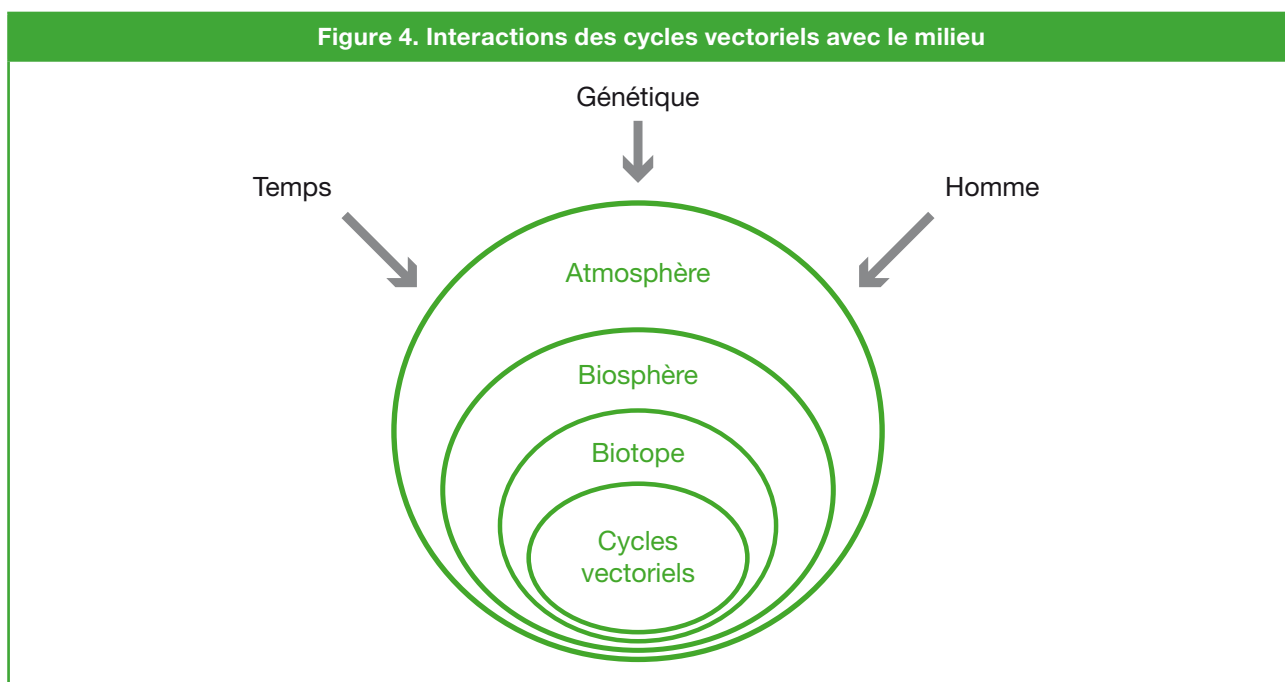 Figure 4. Interactions des cycles vectoriels avec le milieu
Génétique
Temps
Homme
Atmosphère
Biosphère
Biotope
Cycles
vectoriels